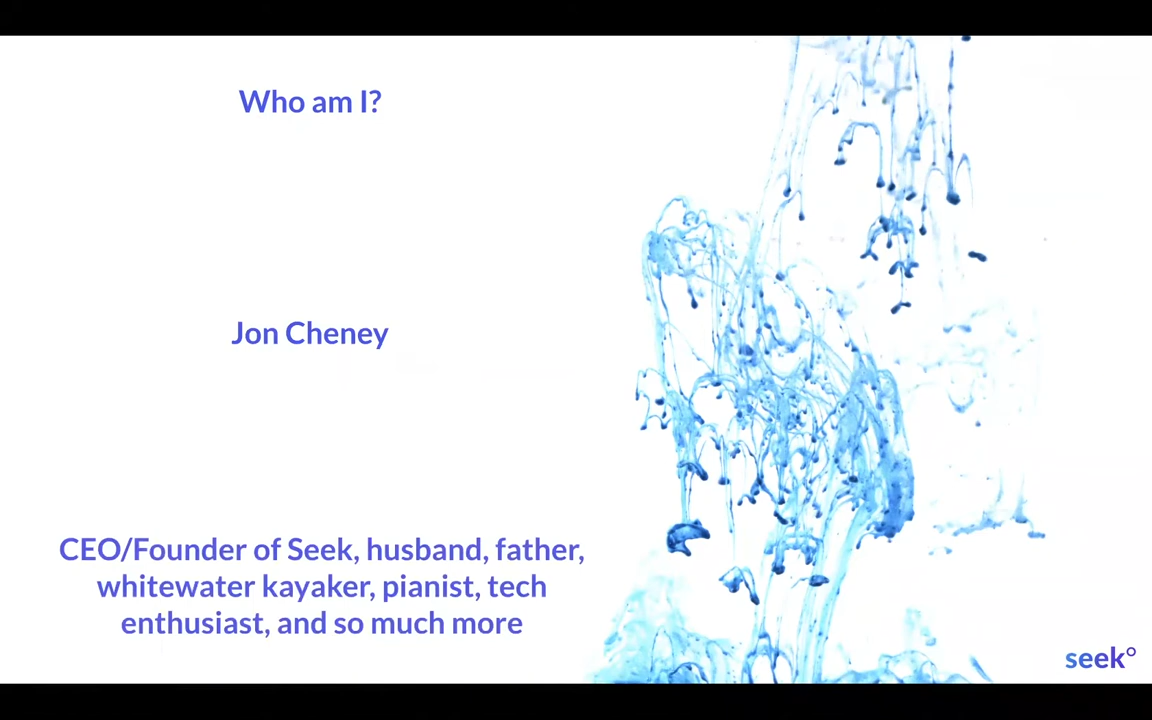 Who am I?
Jon Cheney
CEO/Founder of Seek, husband, father,
whitewater kayaker, pianist, tech
enthusiast, and so much more
seek°